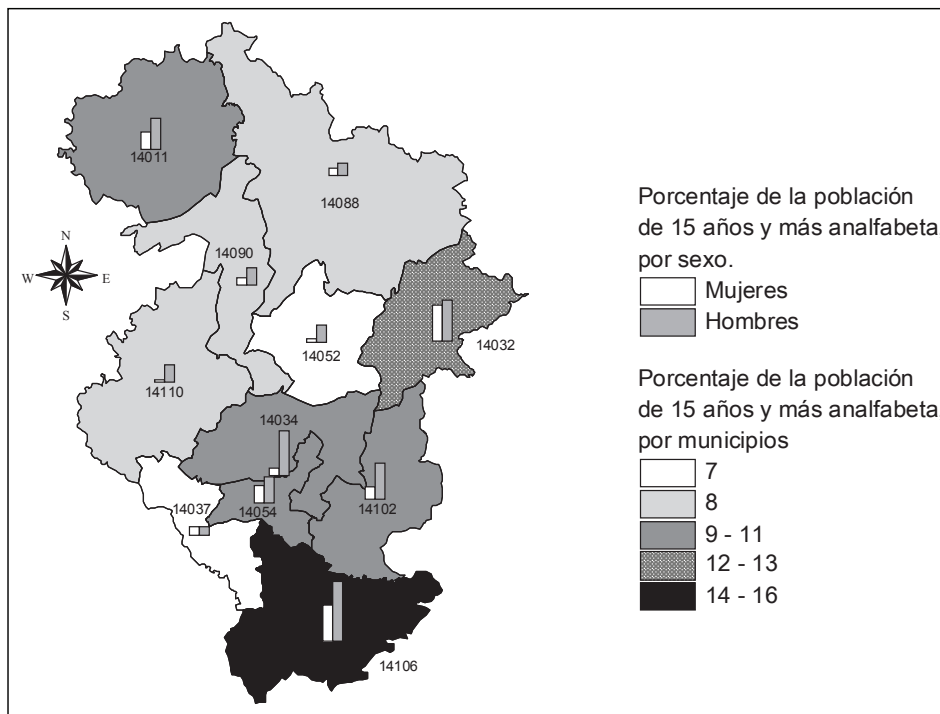 14011
14088
N
W
E
S
14090
14052
14032
14110
14034
14037
14054
14102
14106
Porcentaje de la población
de 15 años y más analfabeta
por sexo.
Mujeres
Hombres
Porcentaje de la población
de 15 años y más analfabeta
por municipios
7
8
9 - 11
12 - 13
14 - 16